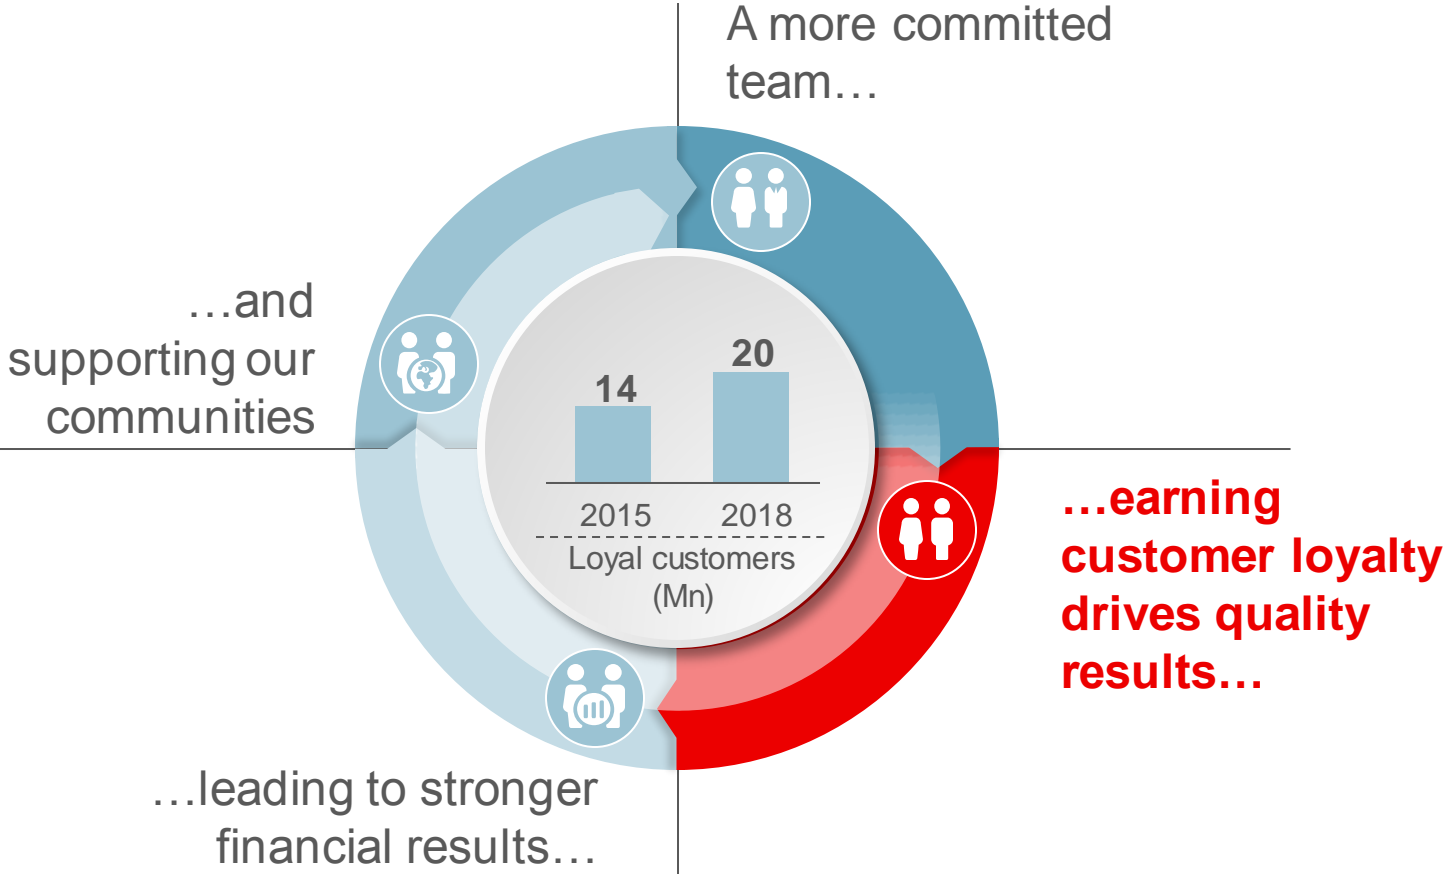 A more committed
team…
…earning
customer loyalty
drives quality
results…
…leading to stronger
financial results…
…and
supporting our
communities
14
20
2015
2018
Loyal customers
(Mn)